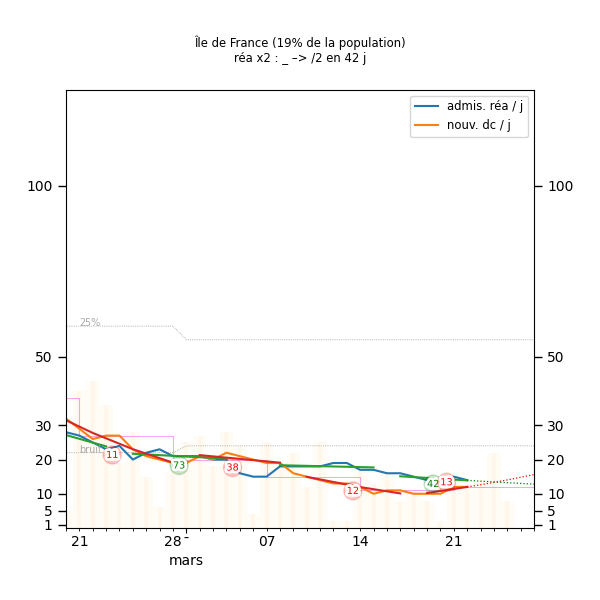 Île de France (19% de la population)
réa x2 : _ –> /2 en 42 j
admis. réa / j
nouv. dc / j
100 100
25%
50 50
30 30
bruit
20 20
11
73
38
12
42
13
10 10
5 5
1 1
21 28 07 14 21
mars